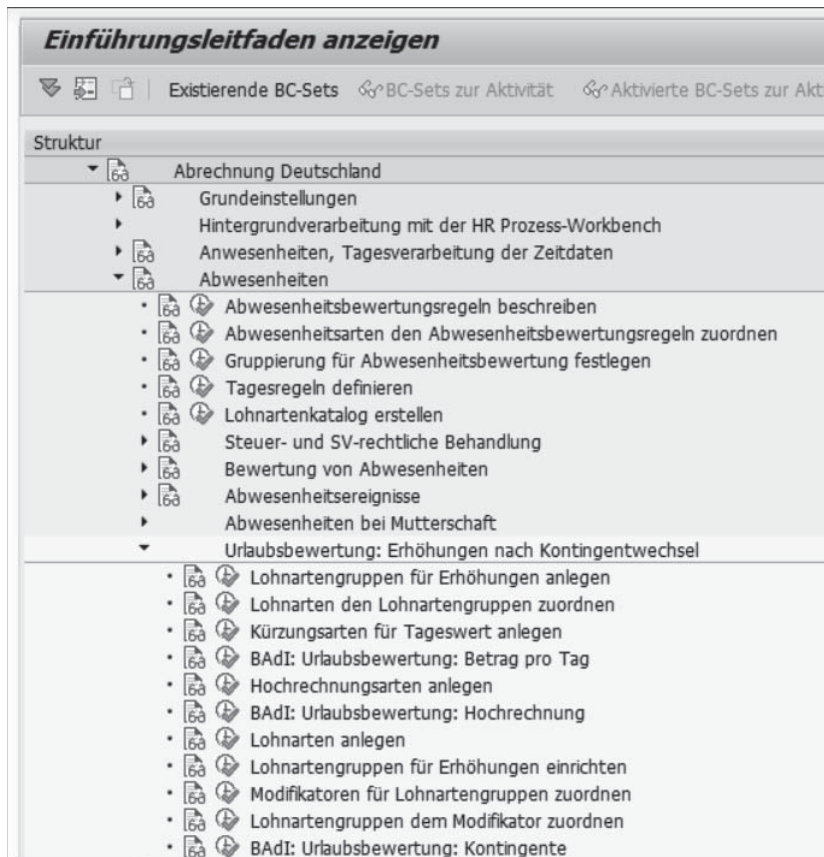 Einführungsleitfaden anzeigen
Existierende BC-Sets BC-Sets zur Aktivität Aktivierte BC-Sets zur Akt
Struktur
Abrechnung Deutschland
Grundeinstellungen
Hintergrundverarbeitung mit der HR Prozess-Workbench
Anwesenheiten, Tagesverarbeitung der Zeitdaten
Abwesenheiten
Abwesenheitsbewertungsregeln beschreiben
Abwesenheitsarten den Abwesenheitsbewertungsregeln zuordnen
Gruppierung für Abwesenheitsbewertung festlegen
Tagesregeln definieren
Lohnartenkatalog erstellen
Steuer- und SV-rechtliche Behandlung
Bewertung von Abwesenheiten
Abwesenheitsereignisse
Abwesenheiten bei Mutterschaft
Urlaubsbewertung: Erhöhungen nach Kontingentwechsel
Lohnartengruppen für Erhöhungen anlegen
Lohnarten den Lohnartengruppen zuordnen
Kürzungsarten für Tageswert anlegen
BAdI: Urlaubsbewertung: Betrag pro Tag
Hochrechnungsarten anlegen
BAdI: Urlaubsbewertung: Hochrechnung
Lohnarten anlegen
Lohnartengruppen für Erhöhungen einrichten
Modifikatoren für Lohnartengruppen zuordnen
Lohnartengruppen dem Modifikator zuordnen
BAdI: Urlaubsbewertung: Kontingente